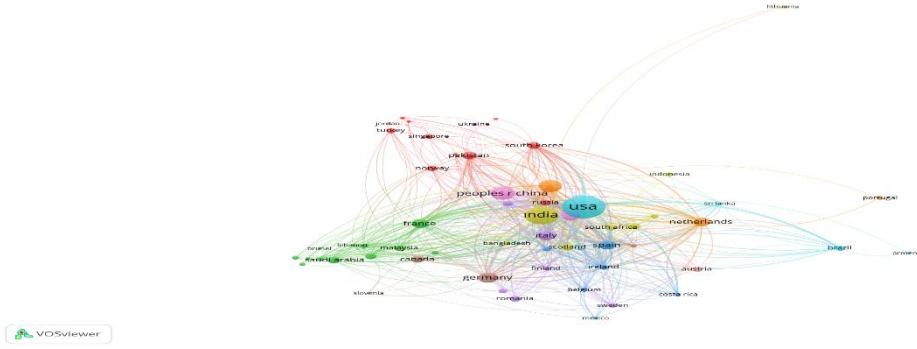 lithuania
jordan
ukraine
turkey
singapore
south korea
pakistan
norway
indonesia
peoples r china
portugal
russia
sri lanka
usa
india
france
netherlands
south africa
italy
bangladesh
scotland
spain
brunei
lebanon
malaysia
brazil
saudi arabia
canada
finland
ireland
austria
germany
slovenia
belgium
costa rica
romania
sweden
mexico
VOSviewer